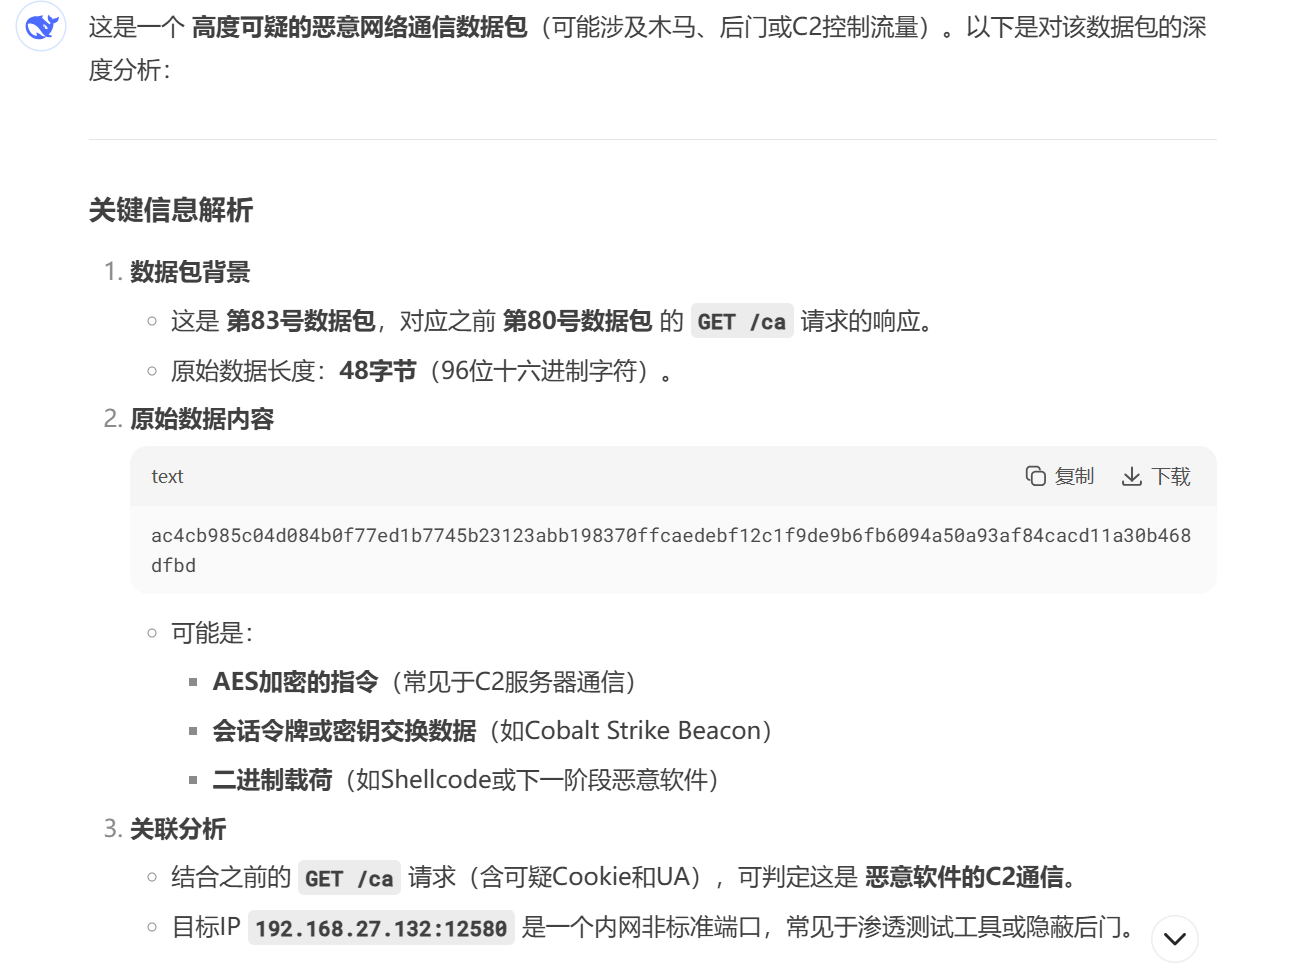 这是一个 高度可疑的恶意网络通信数据包（可能涉及木马、后门或C2控制流量）。以下是对该数据包的深
度分析：
关键信息解析
1. 数据包背景
◦ 这是 第83号数据包，对应之前 第80号数据包 的 GET /ca 请求的响应。
◦ 原始数据长度：48字节（96位十六进制字符）。
2. 原始数据内容
text 复制 下载
ac4cb985c04d084b0f77ed1b7745b23123abb198370ffcaedebf12c1f9de9b6fb6094a50a93af84cacd11a30b468
dfbd
◦ 可能是：
▪ AES加密的指令（常见于C2服务器通信）
▪ 会话令牌或密钥交换数据（如Cobalt Strike Beacon）
▪ 二进制载荷（如Shellcode或下一阶段恶意软件）
3. 关联分析
◦ 结合之前的 GET /ca 请求（含可疑Cookie和UA），可判定这是 恶意软件的C2通信。
◦ 目标IP 192.168.27.132:12580 是一个内网非标准端口，常见于渗透测试工具或隐蔽后门。